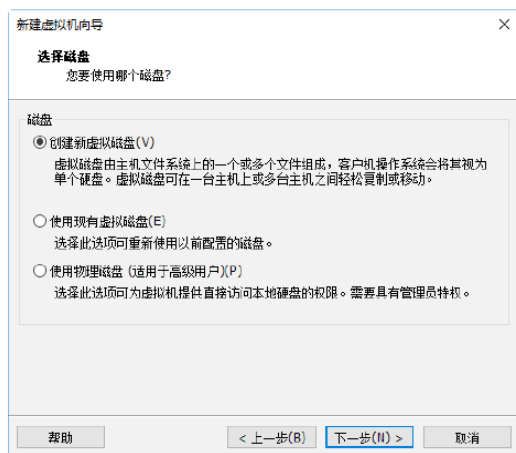 新建虚拟机向导
选择磁盘
您要使用哪个磁盘?
磁盘
创建新虚拟磁盘(V)
虚拟磁盘由主机文件系统上的一个或多个文件组成，客户机操作系统会将其视为
单个硬盘。虚拟磁盘可在一台主机上或多台主机之间轻松复制或移动。
使用现有虚拟磁盘(E)
选择此选项可重新使用以前配置的磁盘。
使用物理磁盘 (适用于高级用户)(P)
选择此选项可为虚拟机提供直接访问本地硬盘的权限。需要具有管理员特权。
帮助
< 上一步(B)
下一步(N) >
取消